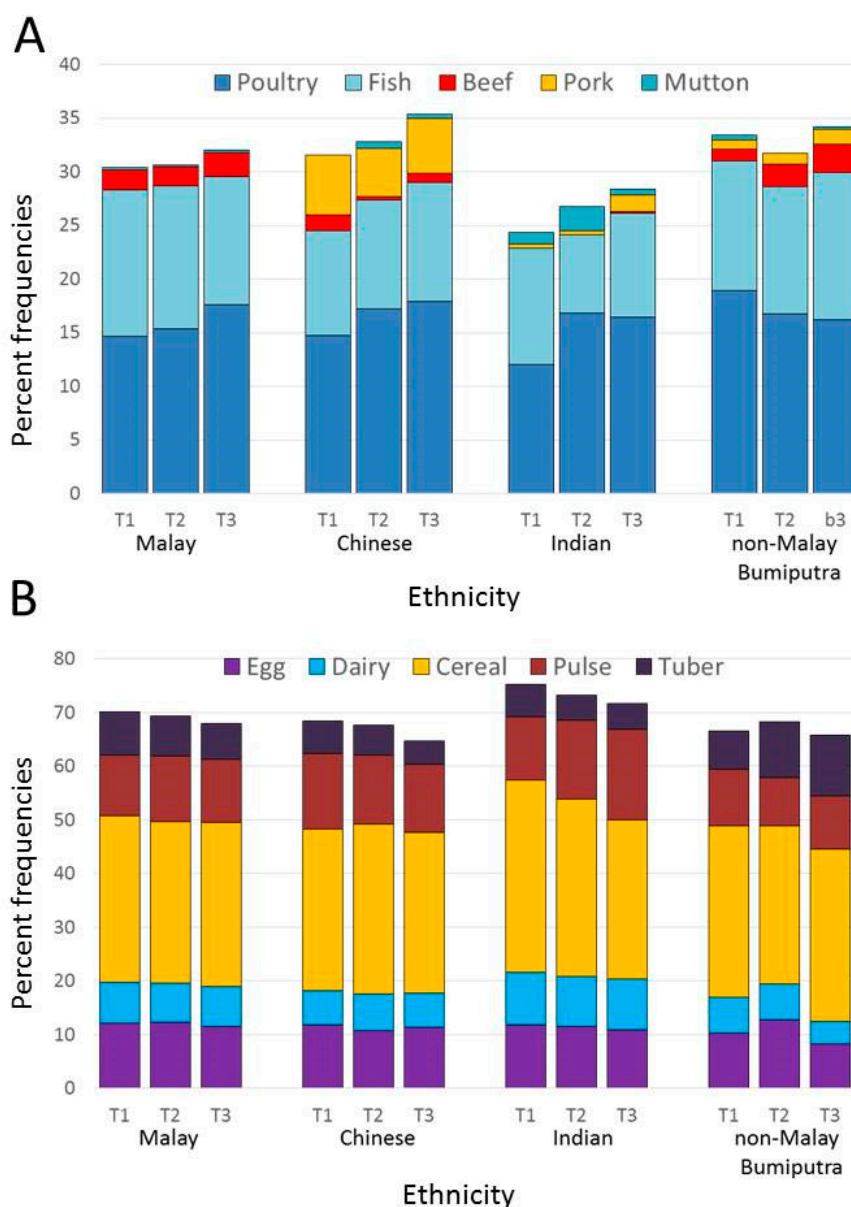 A
40
Poultry Fish Beef Pork Mutton
35
30
25
20
15
10
5
0
Percent frequencies
T1 T2 T3 T1 T2 T3 T1 T2 T3 T1 T2 b3
Malay Chinese Indian non-Malay
Bumiputra
Ethnicity
B
80
Egg Dairy Cereal Pulse Tuber
70
60
50
40
30
20
10
0
Percent frequencies
T1 T2 T3 T1 T2 T3 T1 T2 T3 T1 T2 T3
Malay Chinese Indian non-Malay
Bumiputra
Ethnicity